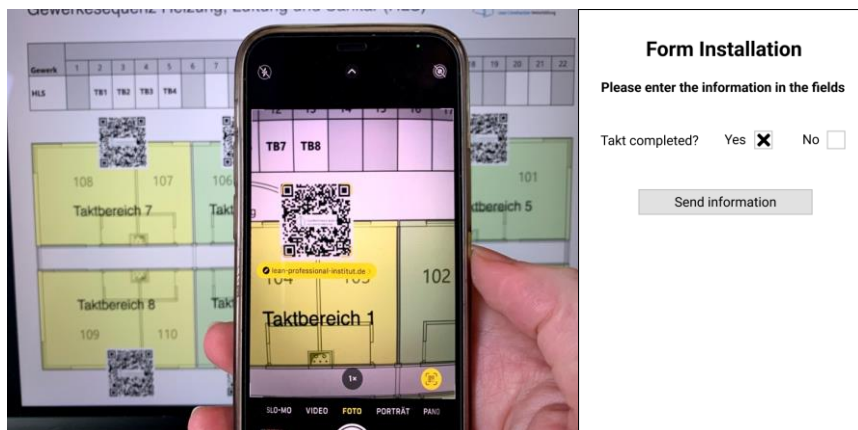 Gewerkesequenz Heizung, Lüftung und Sanitär (HLS)
Gewerk 1 2 3 4 5 6 7
18 19 20 21 22
HLS TB1 TB2 TB3 TB4
108 107 106
Taktbereich 7
101
Taktbereich 5
Taktbereich 8
109 110
TB7 TB8
lean-professional-institut.de
102
Taktbereich 1
1x
SLO-MO VIDEO FOTO PORTRÄT PANO
Form Installation
Please enter the information in the fields
Takt completed? Yes No
Send information